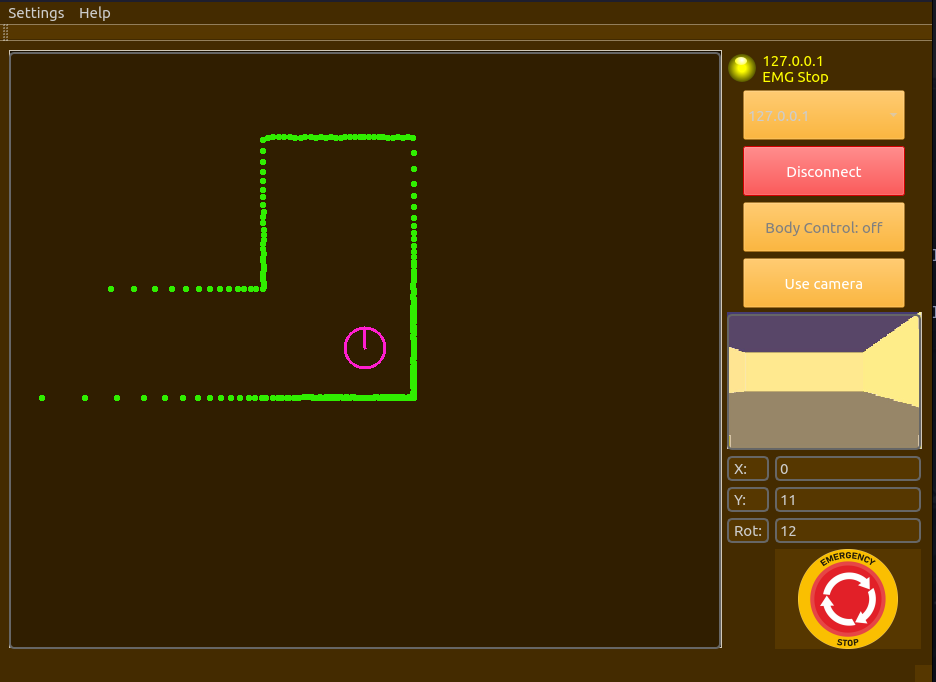 Settings Help
127.0.0.1
EMG Stop
127.0.0.1
Disconnect
Body Control: off
Use camera
X: 0
Y: 11
Rot: 12
EMERGENCY
STOP